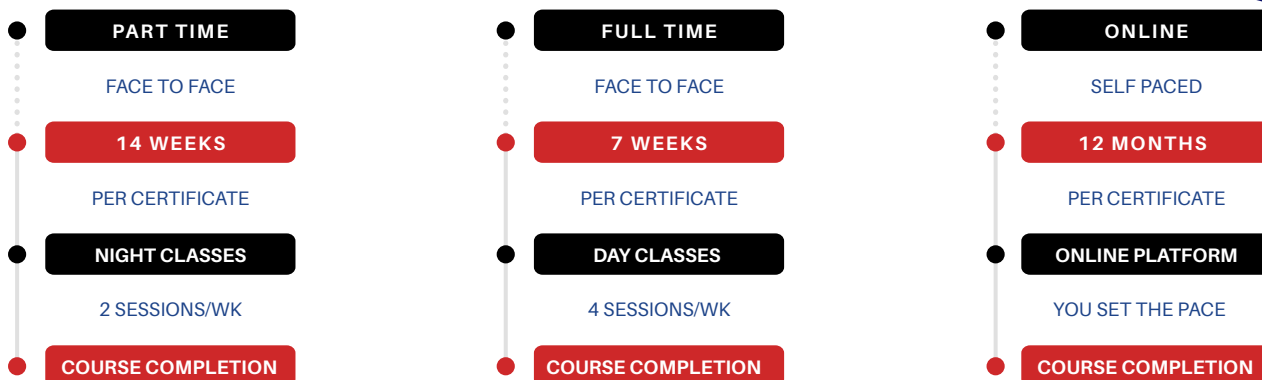 PART TIME
FACE TO FACE
14 WEEKS
PER CERTIFICATE
NIGHT CLASSES
2 SESSIONS/WK
COURSE COMPLETION
FULL TIME
FACE TO FACE
7 WEEKS
PER CERTIFICATE
DAY CLASSES
4 SESSIONS/WK
COURSE COMPLETION
ONLINE
SELF PACED
12 MONTHS
PER CERTIFICATE
ONLINE PLATFORM
YOU SET THE PACE
COURSE COMPLETION